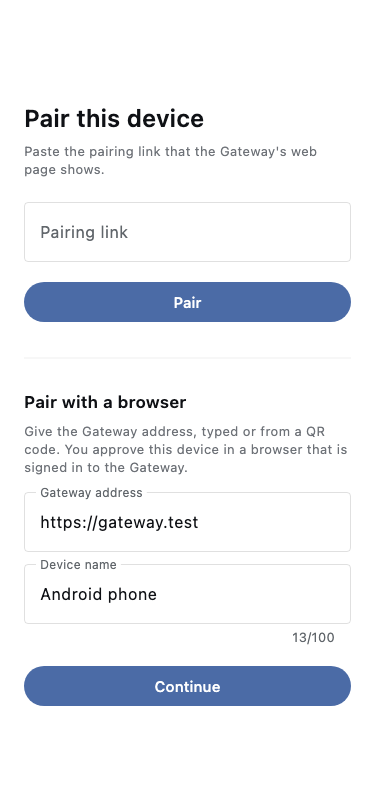 Pair this device
Paste the pairing link that the Gateway's web
page shows.
Pairing link
Pair
Pair with a browser
Give the Gateway address, typed or from a QR
code. You approve this device in a browser that is
signed in to the Gateway.
Gateway address
https://gateway.test
Device name
Android phone
13/100
Continue